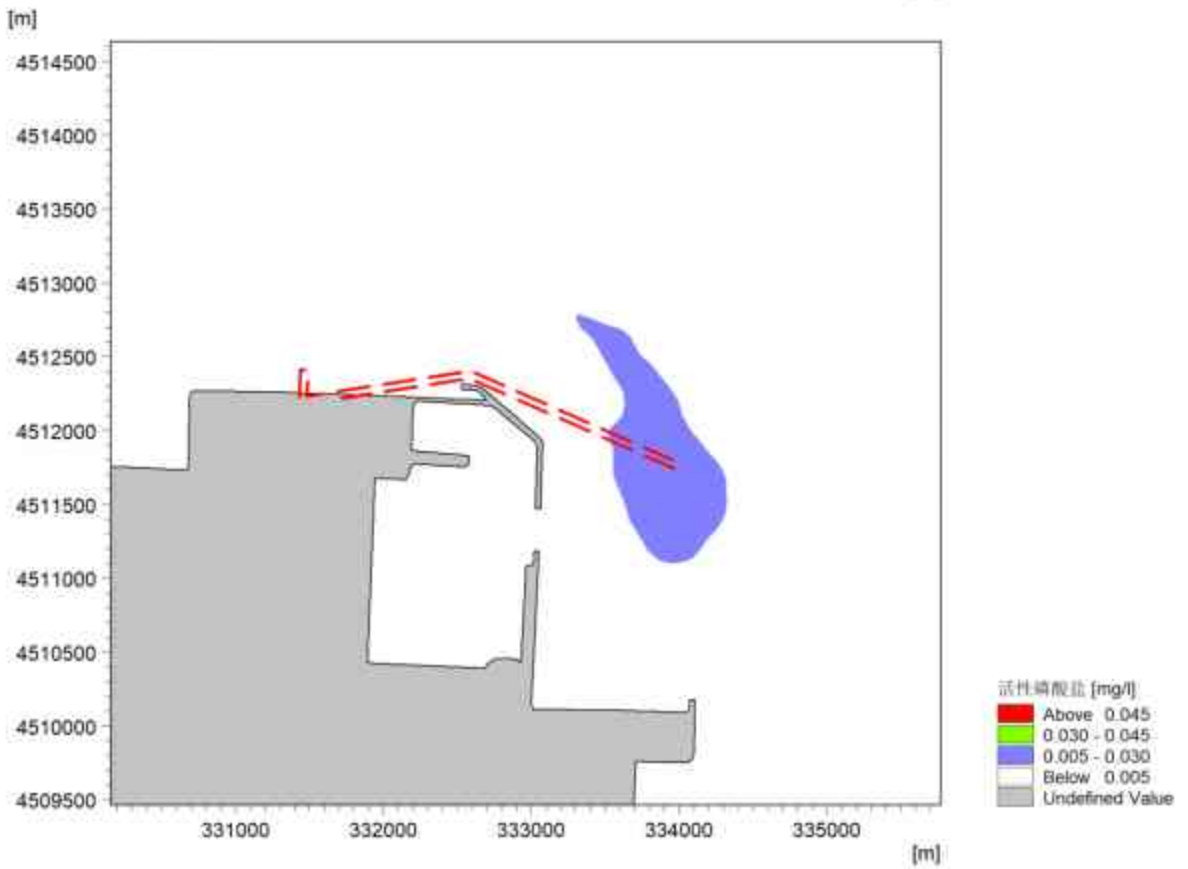 [m]
4514500
4514000
4513500
4513000
4512500
4512000
4511500
4511000
4510500
4510000
4509500
331000 332000 333000 334000 335000
[m]
活性磷酸盐 [mg/l]
Above 0.045
0.030 - 0.045
0.005 - 0.030
Below 0.005
Undefined Value